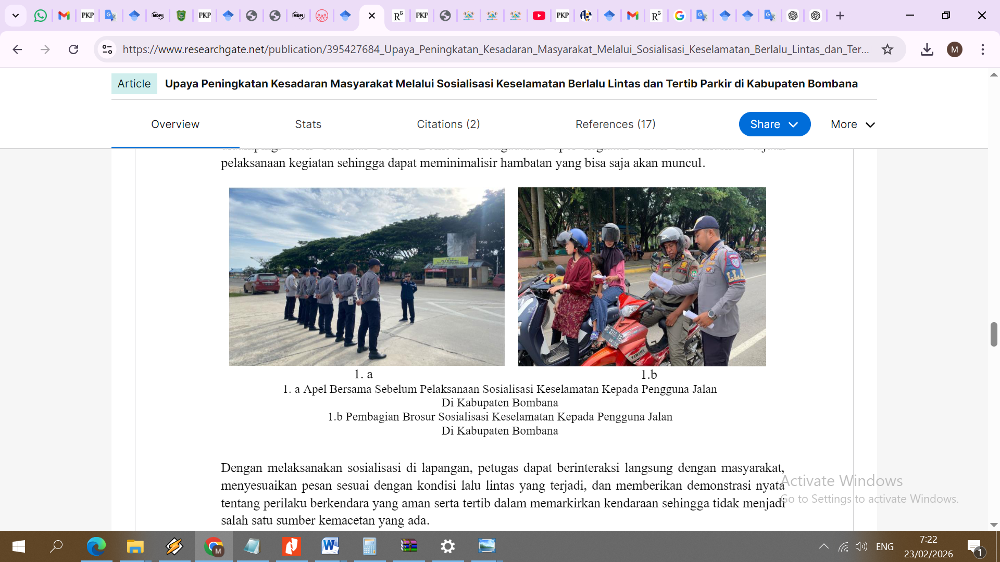 https://www.researchgate.net/publication/395427684_Upaya_Peningkatan_Kesadaran_Masyarakat_Melalui_Sosialisasi_Keselamatan_Berlalu_Lintas_dan_Ter...
M
Article Upaya Peningkatan Kesadaran Masyarakat Melalui Sosialisasi Keselamatan Berlalu Lintas dan Tertib Parkir di Kabupaten Bombana
Overview Stats Citations (2) References (17) Share More
pelaksanaan kegiatan sehingga dapat meminimalisir hambatan yang bisa saja akan muncul.
LLAJ
YAMAHA
1. a 1.b
1. a Apel Bersama Sebelum Pelaksanaan Sosialisasi Keselamatan Kepada Pengguna Jalan
Di Kabupaten Bombana
1.b Pembagian Brosur Sosialisasi Keselamatan Kepada Pengguna Jalan
Di Kabupaten Bombana
Dengan melaksanakan sosialisasi di lapangan, petugas dapat berinteraksi langsung dengan masyarakat,
menyesuaikan pesan sesuai dengan kondisi lalu lintas yang terjadi, dan memberikan demonstrasi nyata
tentang perilaku berkendara yang aman serta tertib dalam memarkirkan kendaraan sehingga tidak menjadi
salah satu sumber kemacetan yang ada.
Activate Windows
Go to Settings to activate Windows.
ENG
7:22
23/02/2026
1